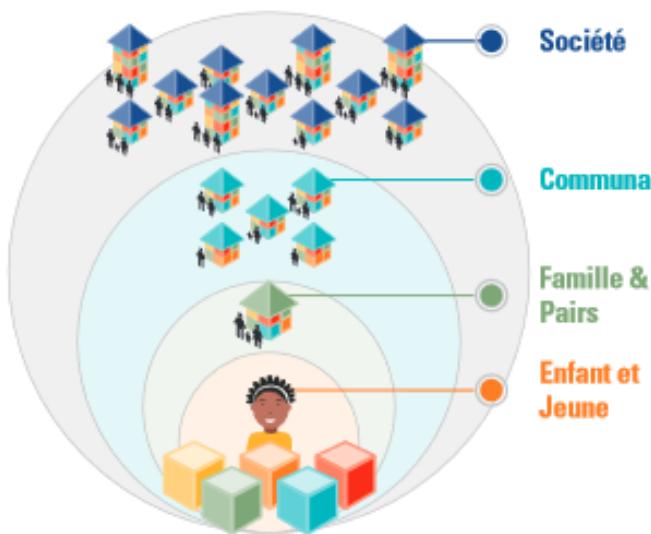 Société
Communa
Famille &
Pairs
Enfant et
Jeune